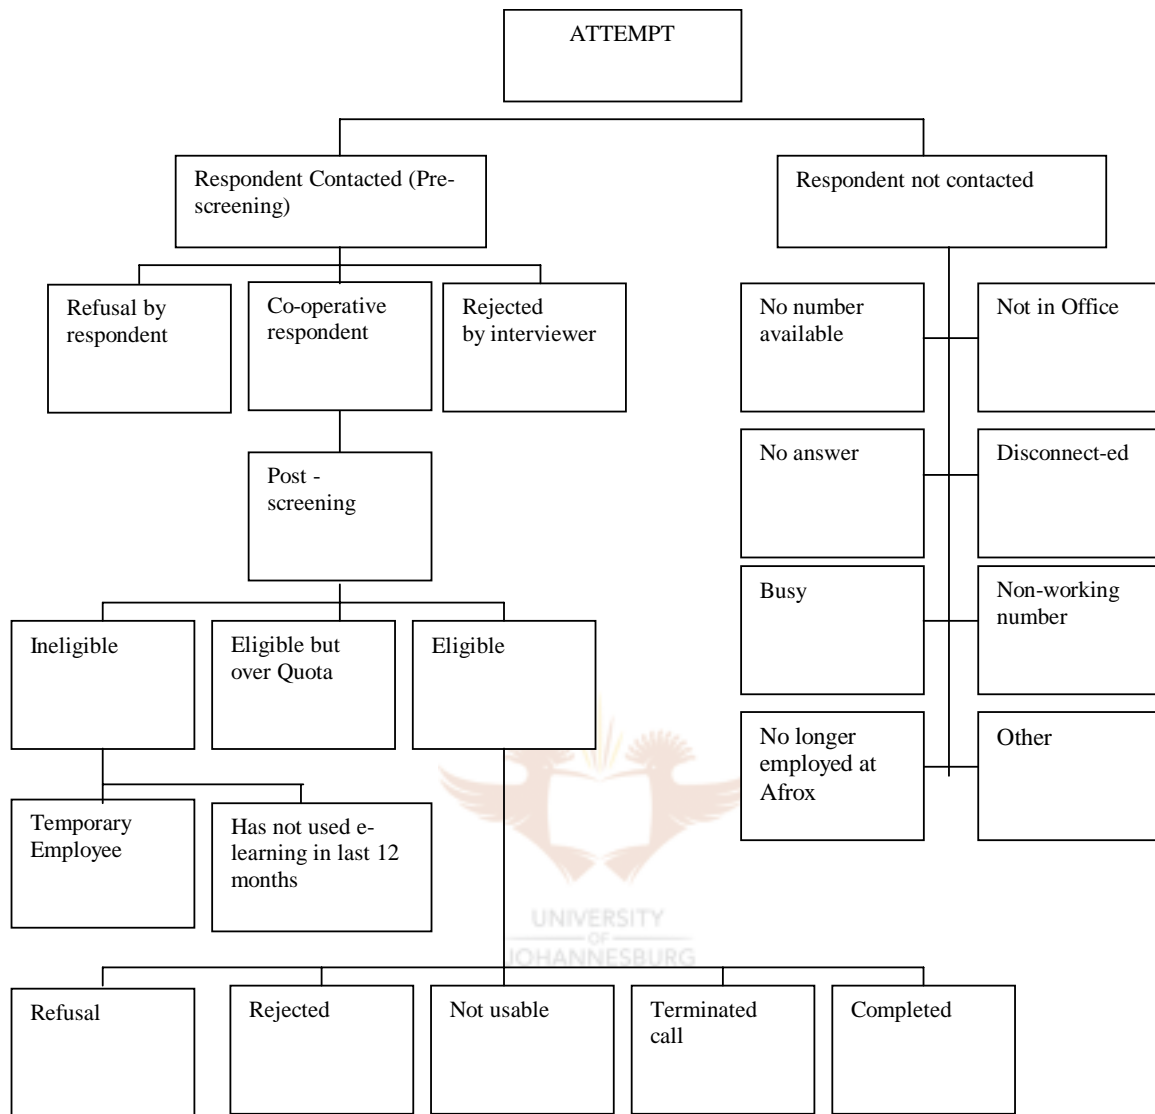 ATTEMPT
Respondent Contacted (Pre-
screening)
Respondent not contacted
Refusal by
respondent
Co-operative
respondent
Rejected
by interviewer
No number
available
Not in Office
No answer
Disconnect-ed
Post -
screening
Busy
Non-working
number
Ineligible
Eligible but
over Quota
Eligible
No longer
employed at
Afrox
Other
Temporary
Employee
Has not used e-
learning in last 12
months
UNIVERSITY
OF
JOHANNESBURG
Refusal
Rejected
Not usable
Terminated
call
Completed